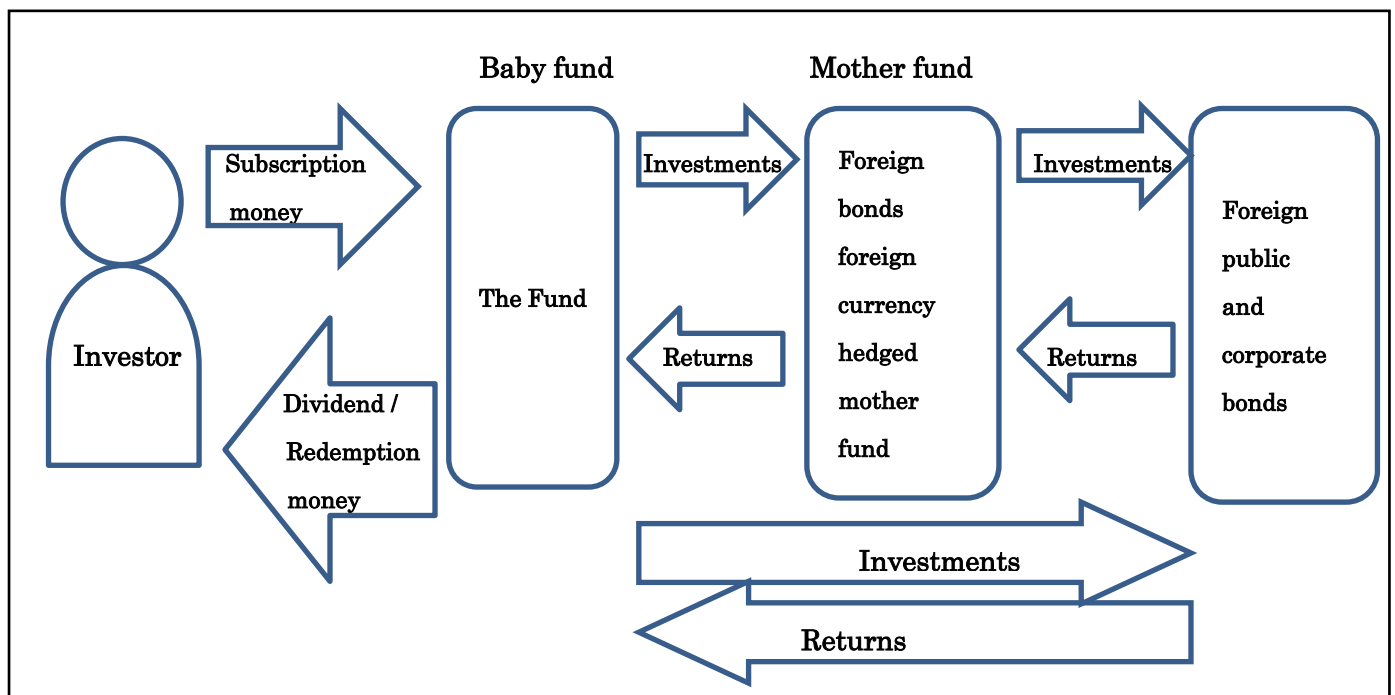 Baby fund
Mother fund
Subscription
money
Investments
Foreign
bonds
foreign
currency
hedged
mother
fund
Investments
Foreign
public
and
corporate
bonds
The Fund
Investor
Returns
Returns
Dividend /
Redemption
money
Investments
Returns